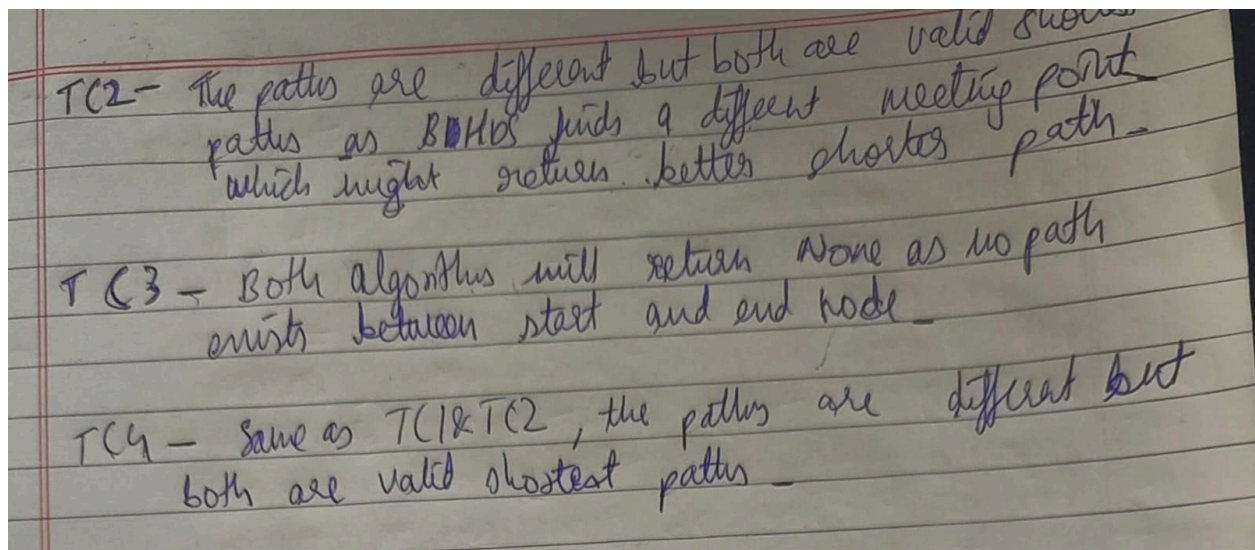 TC2- The paths are different but both are valid
paths as BDHDS finds a different meeting point
which might return better shorter path-
TC3 - Both algorithms will return None as no path
exists between start and end node-
TC4 - Same as TC1&TC2, the paths are different but
both are valid shortest paths-